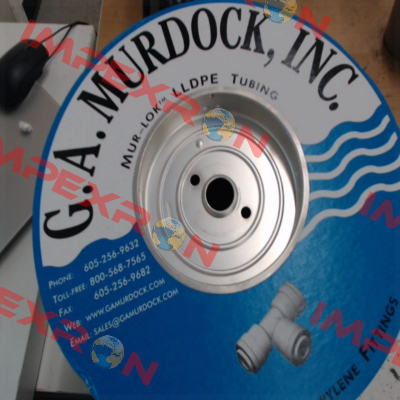 G.A. MURDOCK, INC.
MUR-LOK™ LLDPE TUBING
PHONE: 605-256-9632
TOLL-FREE: 800-568-7565
FAX: 605-256-9682
WEB: WWW.GAMURDOCK.COM
EMAIL: SALES@GAMURDOCK.COM
FITTINGS
IMPEXRON
IMPEXRON
IMPEXRON
IMPEXRON
IMPEXRON